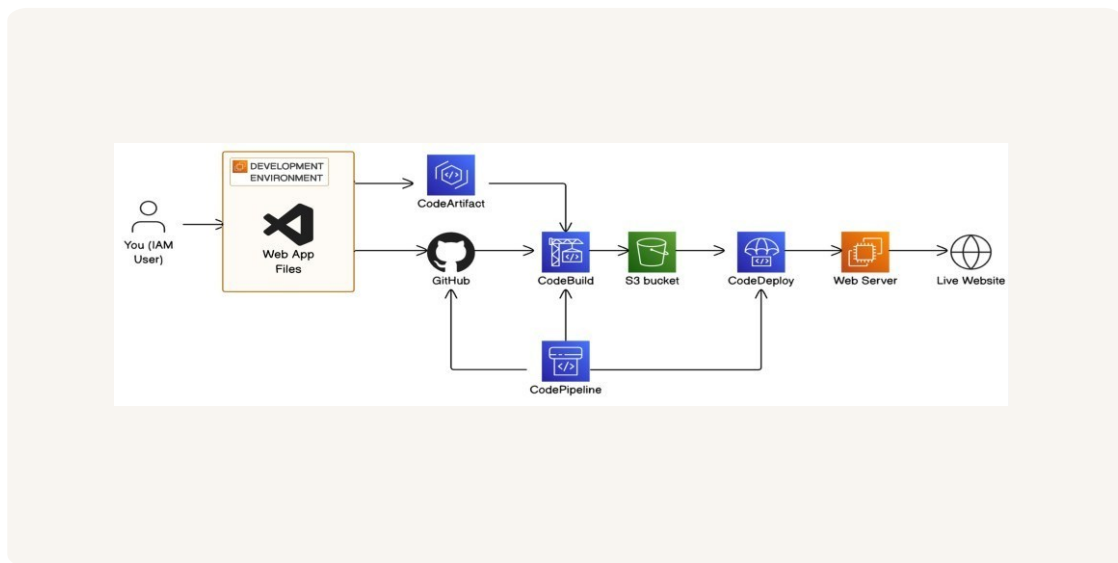 DEVELOPMENT
ENVIRONMENT
CodeArtifact
You (IAM
User)
Web App
Files
GitHub
CodeBuild
S3 bucket
CodeDeploy
Web Server
Live Website
CodePipeline